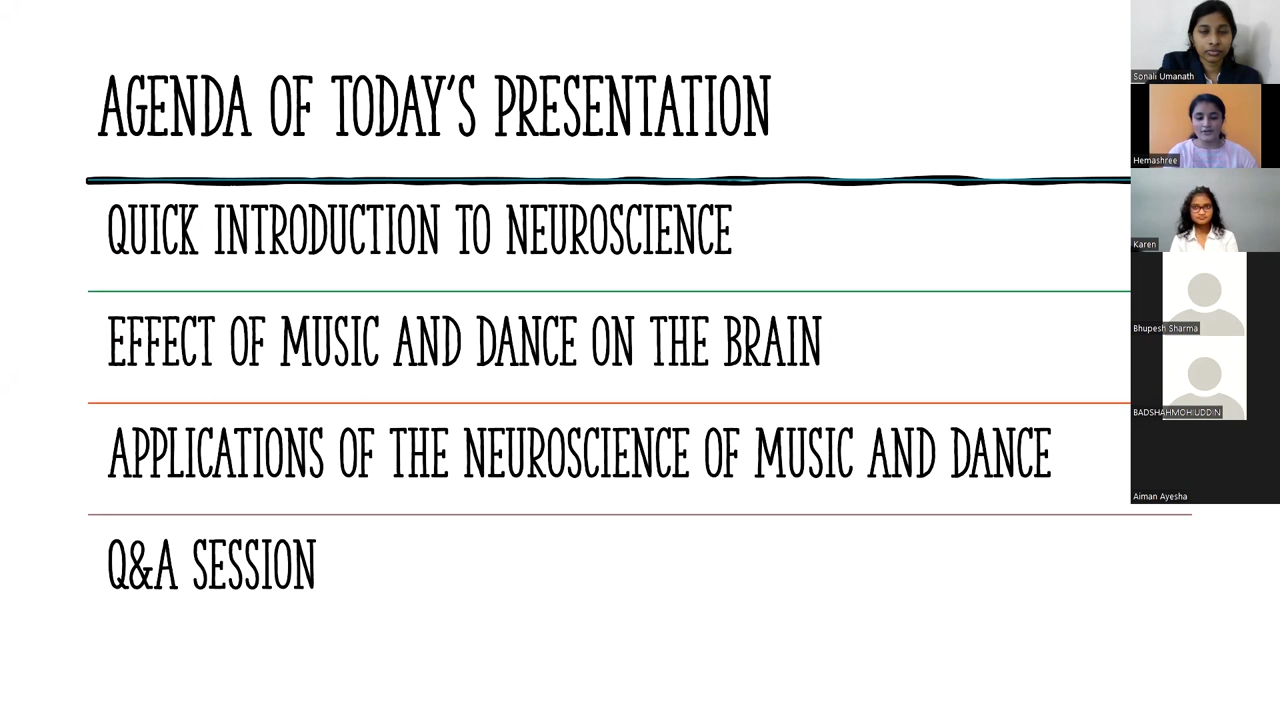 AGENDA OF TODAY'S PRESENTATION
QUICK INTRODUCTION TO NEUROSCIENCE
EFFECT OF MUSIC AND DANCE ON THE BRAIN
APPLICATIONS OF THE NEUROSCIENCE OF MUSIC AND DANCE
Q&A SESSION
Sonali Umanath
Hemashree
Karen
Bhupesh Sharma
BADSHAHMOHIUDDIN
Aiman Ayesha